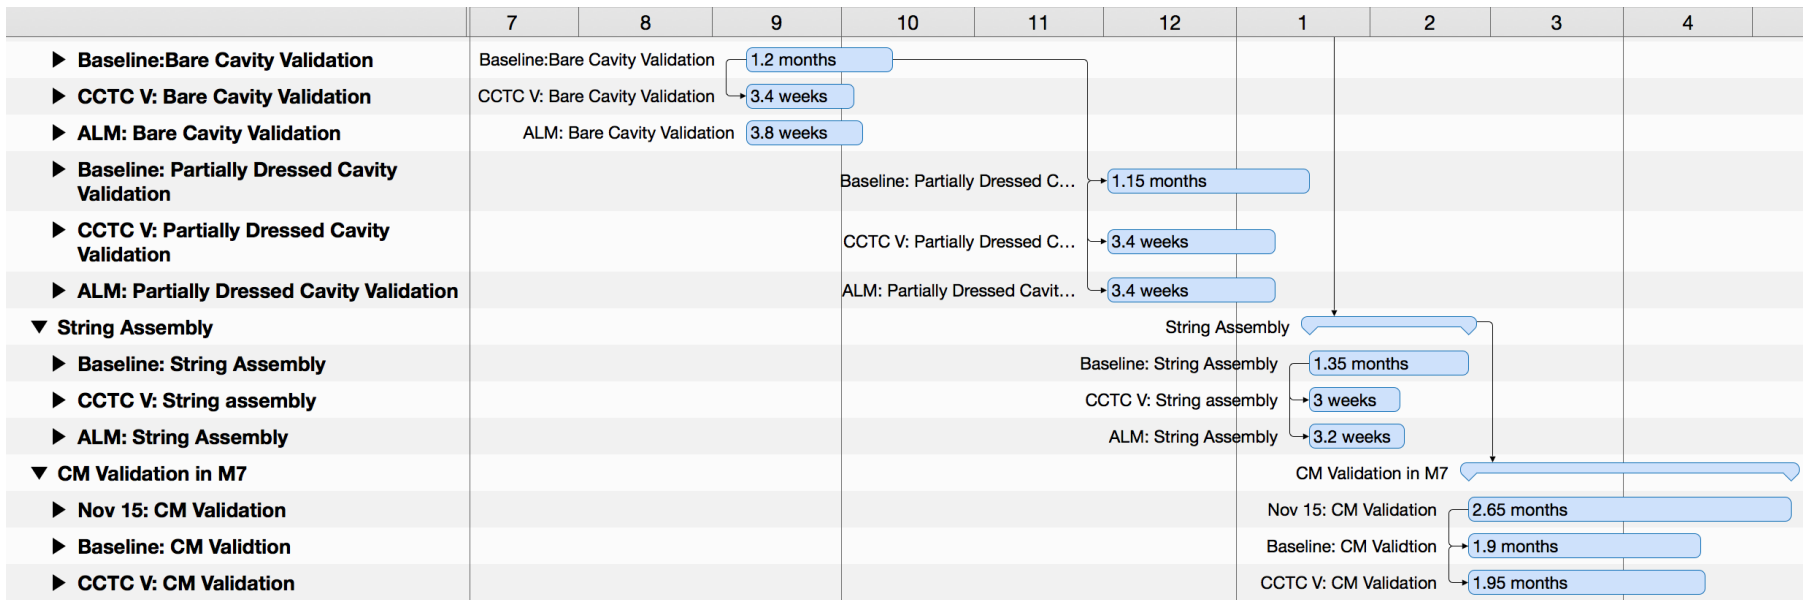 7 8 9 10 11 12 1 2 3 4
Baseline:Bare Cavity Validation Baseline:Bare Cavity Validation 1.2 months
CCTC V: Bare Cavity Validation CCTC V: Bare Cavity Validation 3.4 weeks
ALM: Bare Cavity Validation ALM: Bare Cavity Validation 3.8 weeks
Baseline: Partially Dressed Cavity
Validation
Baseline: Partially Dressed C... 1.15 months
CCTC V: Partially Dressed Cavity
Validation
CCTC V: Partially Dressed C... 3.4 weeks
ALM: Partially Dressed Cavity Validation ALM: Partially Dressed Cavit... 3.4 weeks
String Assembly String Assembly
Baseline: String Assembly Baseline: String Assembly 1.35 months
CCTC V: String assembly CCTC V: String assembly 3 weeks
ALM: String Assembly ALM: String Assembly 3.2 weeks
CM Validation in M7 CM Validation in M7
Nov 15: CM Validation Nov 15: CM Validation 2.65 months
Baseline: CM Validtion Baseline: CM Validtion 1.9 months
CCTC V: CM Validation CCTC V: CM Validation 1.95 months